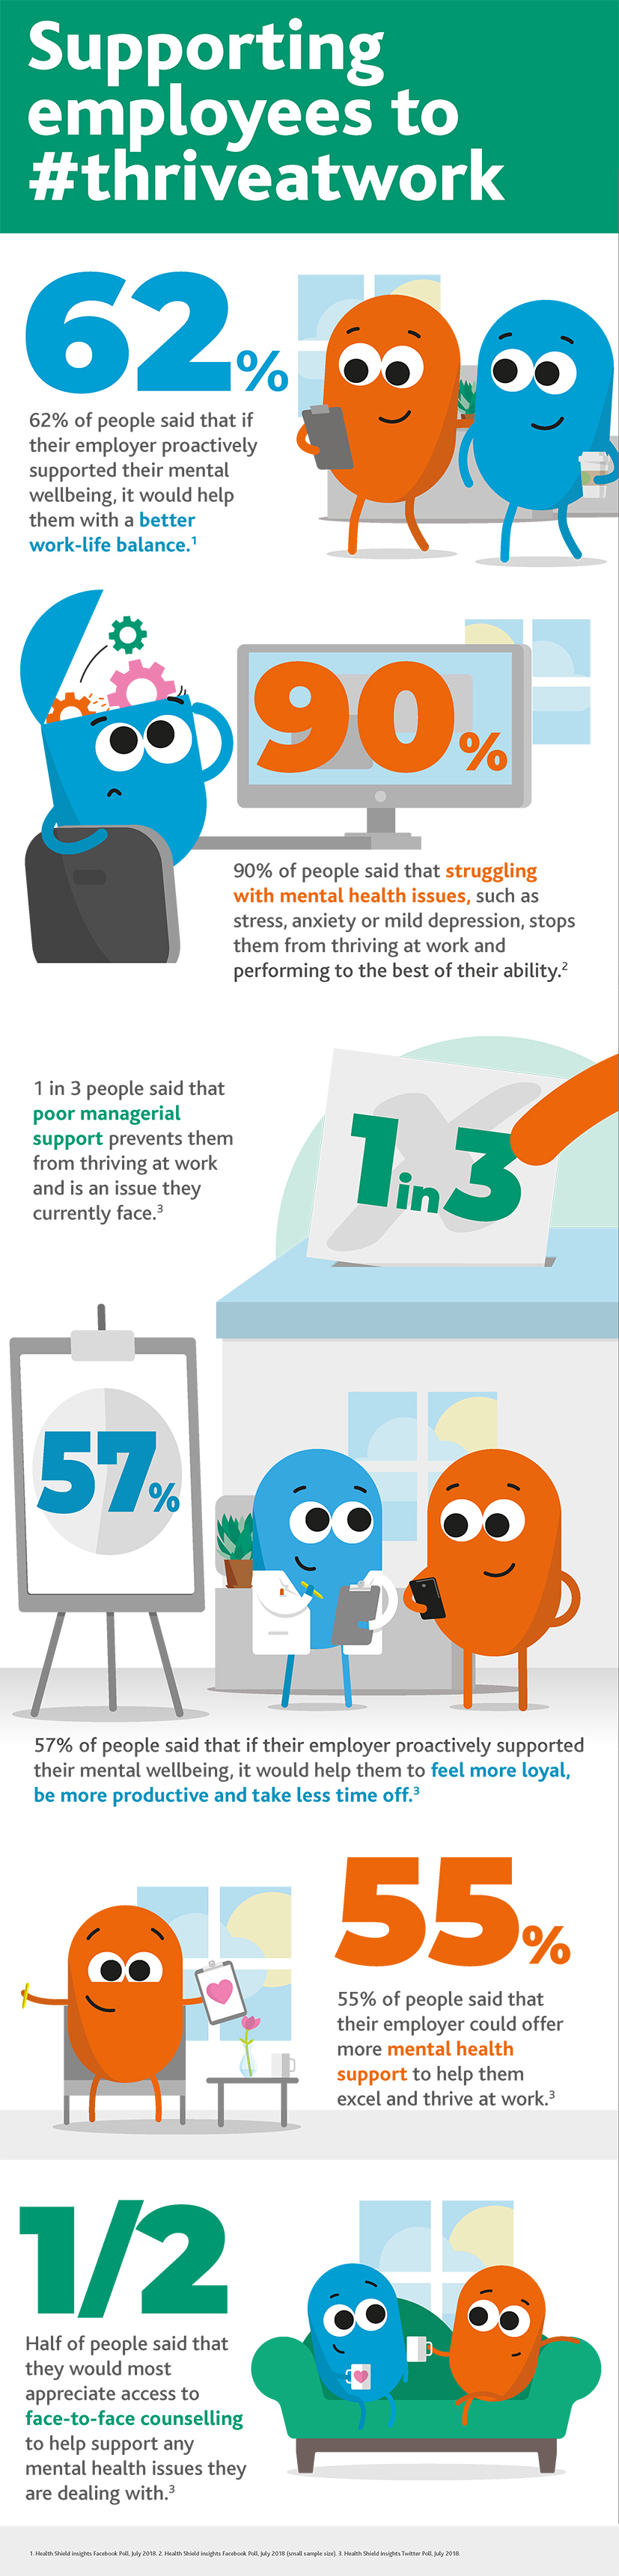 Supporting
employees to
#thriveatwork
62%
62% of people said that if
their employer proactively
supported their mental
wellbeing, it would help
them with a better
work-life balance.¹
90%
90% of people said that struggling
with mental health issues, such as
stress, anxiety or mild depression, stops
them from thriving at work and
performing to the best of their ability.²
1 in 3 people said that
poor managerial
support prevents them
from thriving at work
and is an issue they
currently face.³
1 in 3
57%
57% of people said that if their employer proactively supported
their mental wellbeing, it would help them to feel more loyal,
be more productive and take less time off.³
55%
55% of people said that
their employer could offer
more mental health
support to help them
excel and thrive at work.³
1/2
Half of people said that
they would most
appreciate access to
face-to-face counselling
to help support any
mental health issues they
are dealing with.³
1. Health Shield insights Facebook Poll, July 2018. 2. Health Shield insights Facebook Poll, July 2018 (small sample size). 3. Health Shield insights Twitter Poll, July 2018.